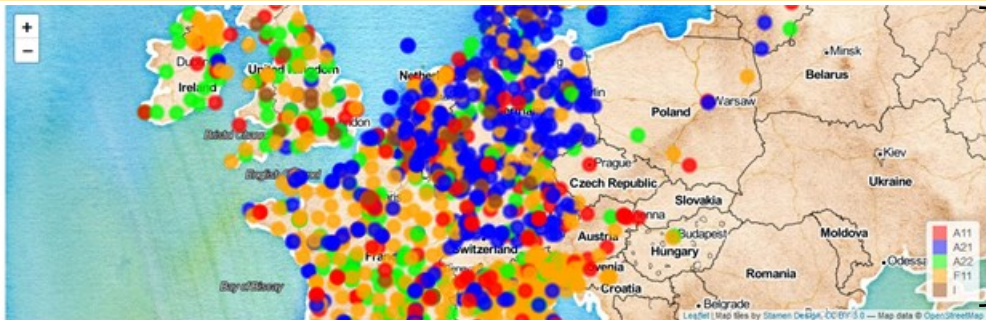 +
−
Minsk
Belarus
Ireland
United Kingdom
Warsaw
Poland
Prague
Kiev
Czech Republic
Ukraine
Slovakia
Budapest
Moldova
Switzerland
Hungary
Odessa
Romania
Croatia
Bay of Biscay
Belgrade
A11
A21
A22
F11
I
Leaflet | Map tiles by Stamen Design, CC BY 3.0 — Map data © OpenStreetMap